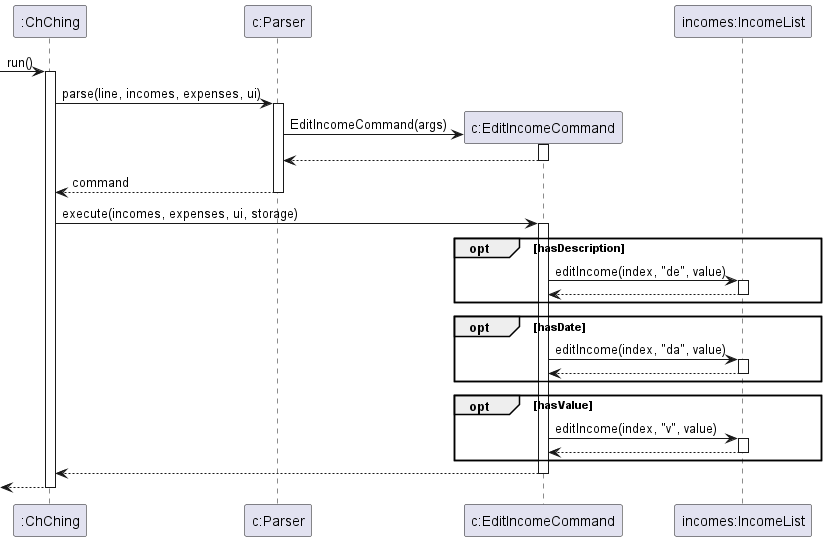 :ChChing
c:Parser
incomes:IncomeList
run()
parse(line, incomes, expenses, ui)
EditIncomeCommand(args)
c:EditIncomeCommand
command
execute(incomes, expenses, ui, storage)
opt [hasDescription]
editIncome(index, "de", value)
opt [hasDate]
editIncome(index, "da", value)
opt [hasValue]
editIncome(index, "v", value)
:ChChing
c:Parser
c:EditIncomeCommand
incomes:IncomeList